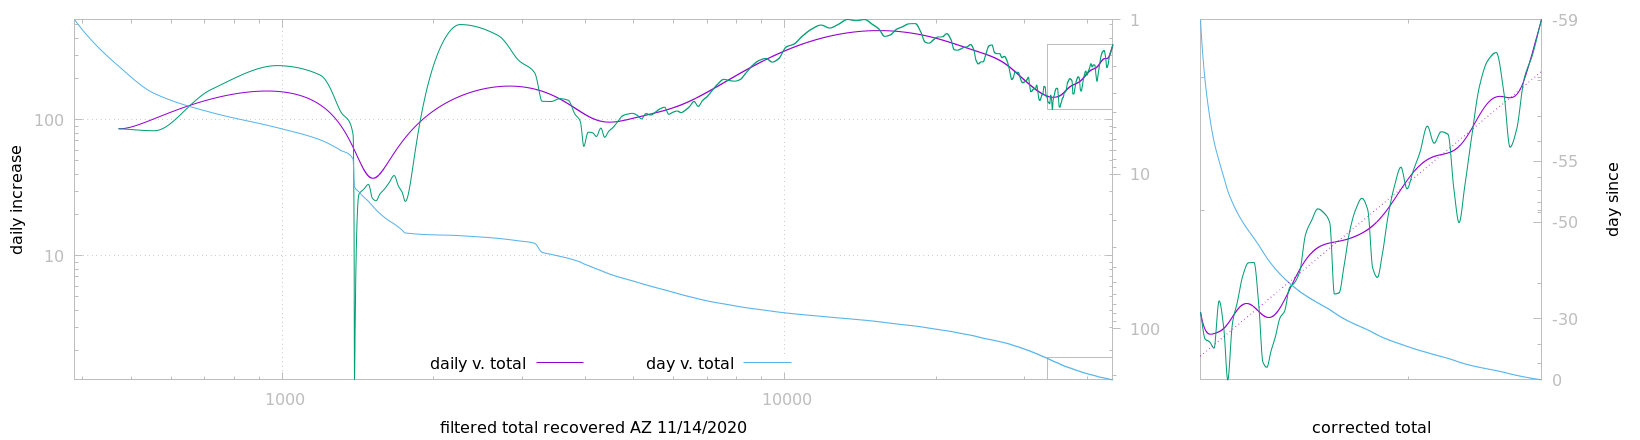 daily increase
100
10
1
10
100
daily v. total
day v. total
1000
10000
filtered total recovered AZ 11/14/2020
-59
-55
-50
-30
0
day since
corrected total